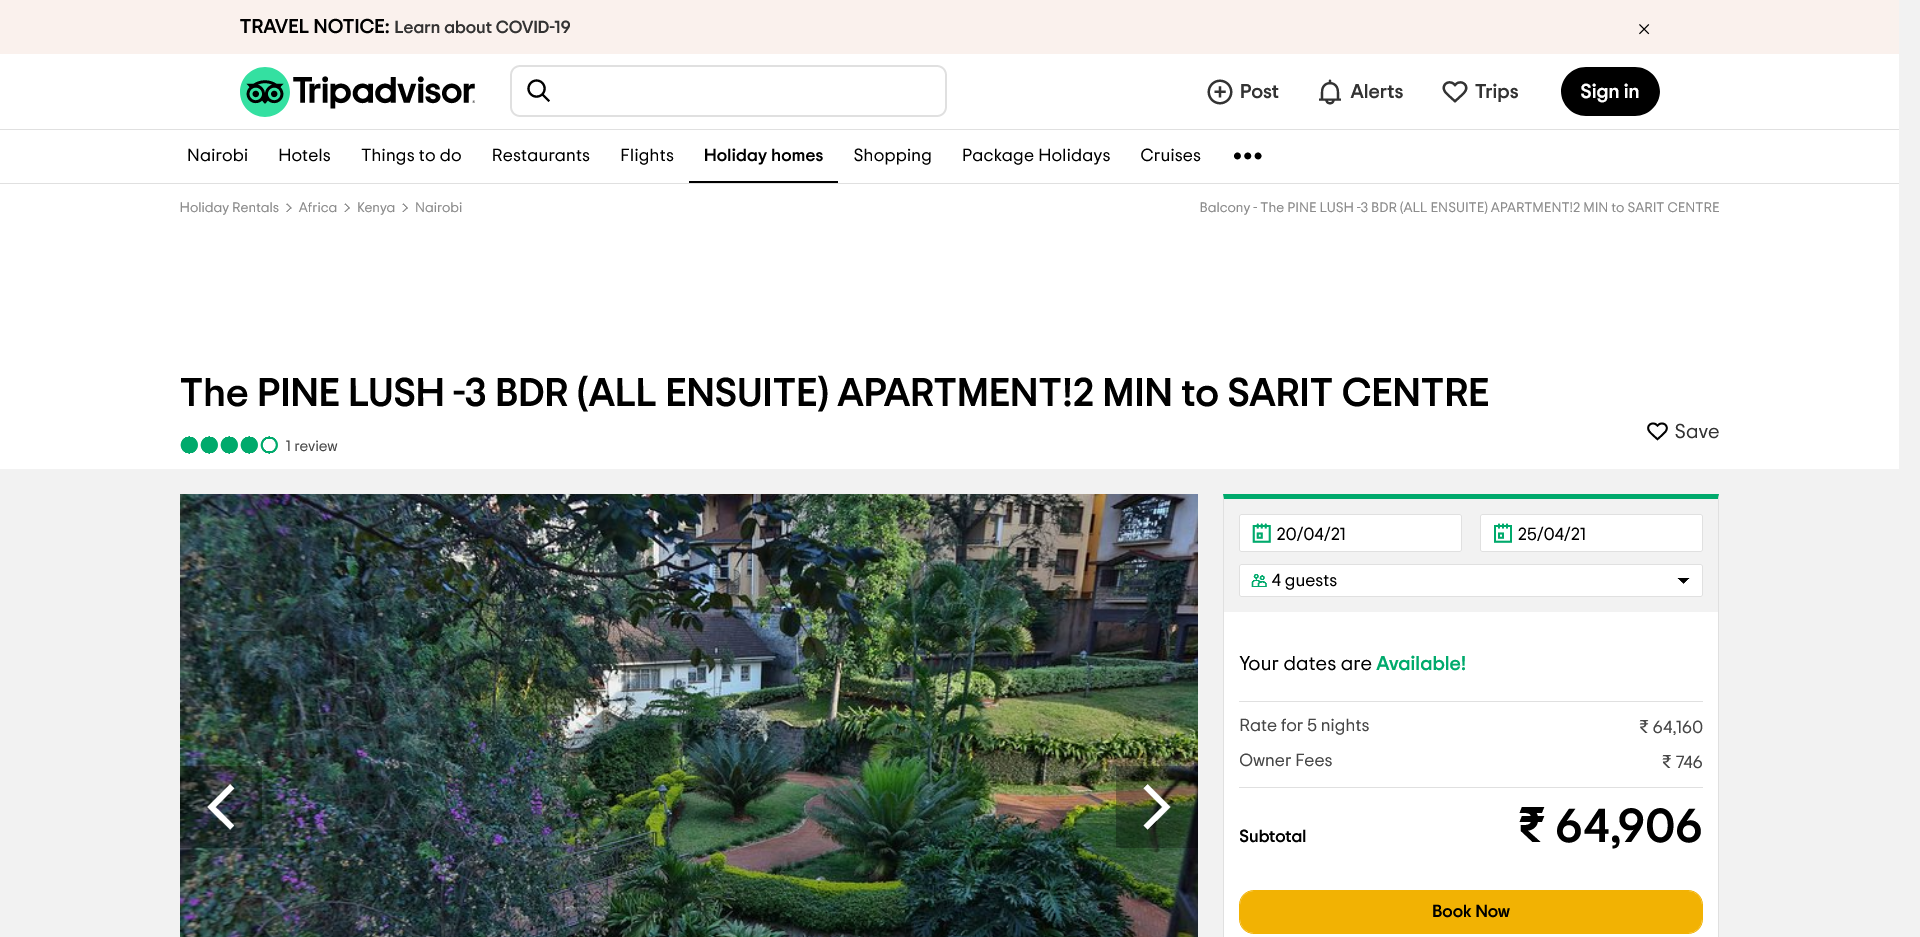 TRAVEL NOTICE: Learn about COVID-19
Tripadvisor
Post
Alerts
Trips
Sign in
Nairobi
Hotels
Things to do
Restaurants
Flights
Holiday homes
Shopping
Package Holidays
Cruises
Holiday Rentals > Africa > Kenya > Nairobi
Balcony - The PINE LUSH -3 BDR (ALL ENSUITE) APARTMENT!2 MIN to SARIT CENTRE
The PINE LUSH -3 BDR (ALL ENSUITE) APARTMENT!2 MIN to SARIT CENTRE
1 review
Save
20/04/21
25/04/21
4 guests
Your dates are Available!
Rate for 5 nights
₹ 64,160
Owner Fees
₹ 746
Subtotal
₹ 64,906
Book Now